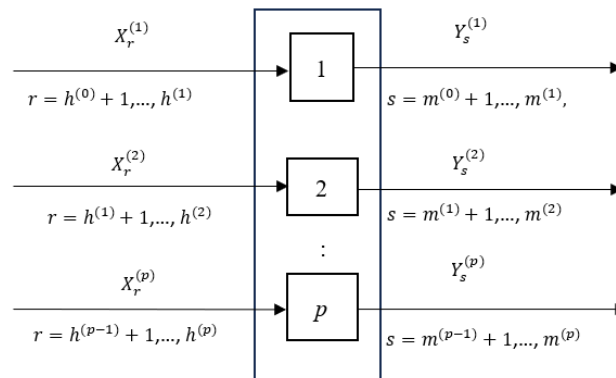 X_r^{(1)} Y_s^{(1)}
1
r = h^{(0)} + 1,..., h^{(1)} s = m^{(0)} + 1,..., m^{(1)},
X_r^{(2)} Y_s^{(2)}
2
r = h^{(1)} + 1,..., h^{(2)} s = m^{(1)} + 1,..., m^{(2)}
:
X_r^{(p)} Y_s^{(p)}
p
r = h^{(p−1)} + 1,..., h^{(p)} s = m^{(p−1)} + 1,..., m^{(p)}